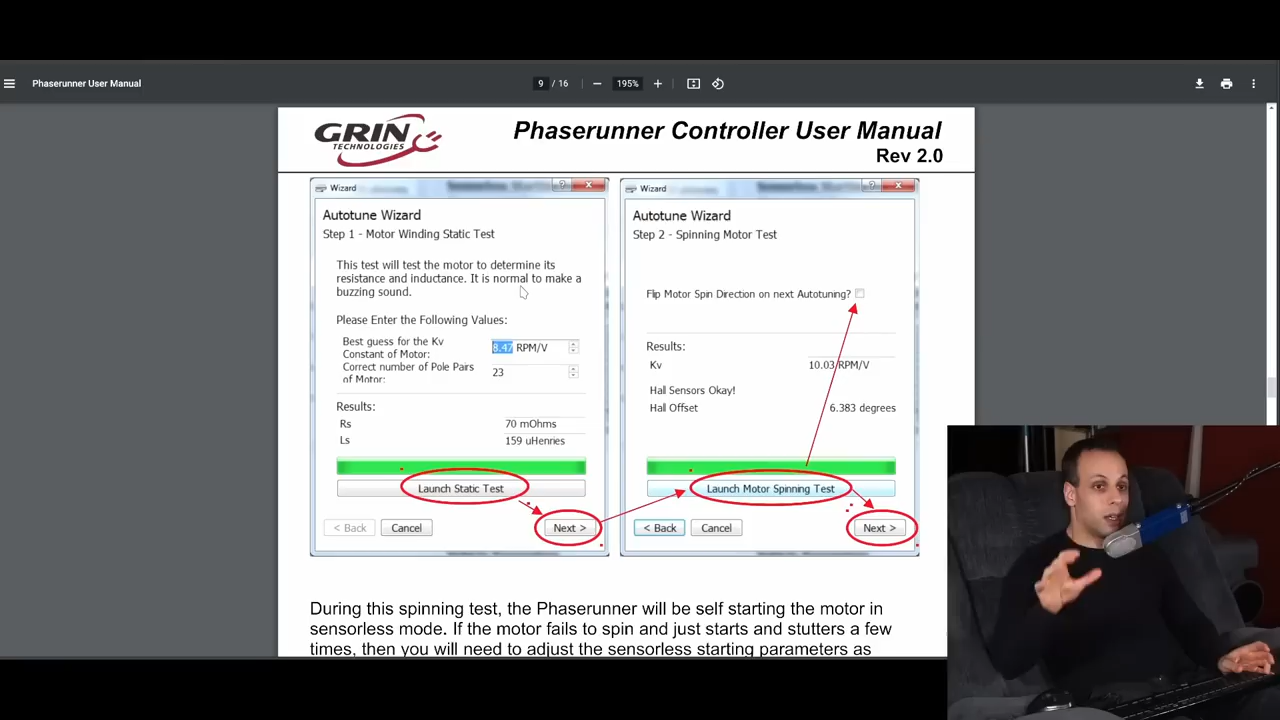 Phaserunner User Manual
9 / 16
195%
GRIN
TECHNOLOGIES
Phaserunner Controller User Manual
Rev 2.0
Wizard
Autotune Wizard
Step 1 - Motor Winding Static Test
This test will test the motor to determine its
resistance and inductance. It is normal to make a
buzzing sound.
Please Enter the Following Values:
Best guess for the Kv
Constant of Motor:
8.47 RPM/V
Correct number of Pole Pairs
of Motor:
23
Results:
Rs 70 mOhms
Ls 159 uHenries
Launch Static Test
< Back Cancel Next >
Wizard
Autotune Wizard
Step 2 - Spinning Motor Test
Flip Motor Spin Direction on next Autotuning?
Results:
Kv 10.03 RPM/V
Hall Sensors Okay!
Hall Offset 6.383 degrees
Launch Motor Spinning Test
< Back Cancel Next >
During this spinning test, the Phaserunner will be self starting the motor in
sensorless mode. If the motor fails to spin and just starts and stutters a few
times, then you will need to adjust the sensorless starting parameters as